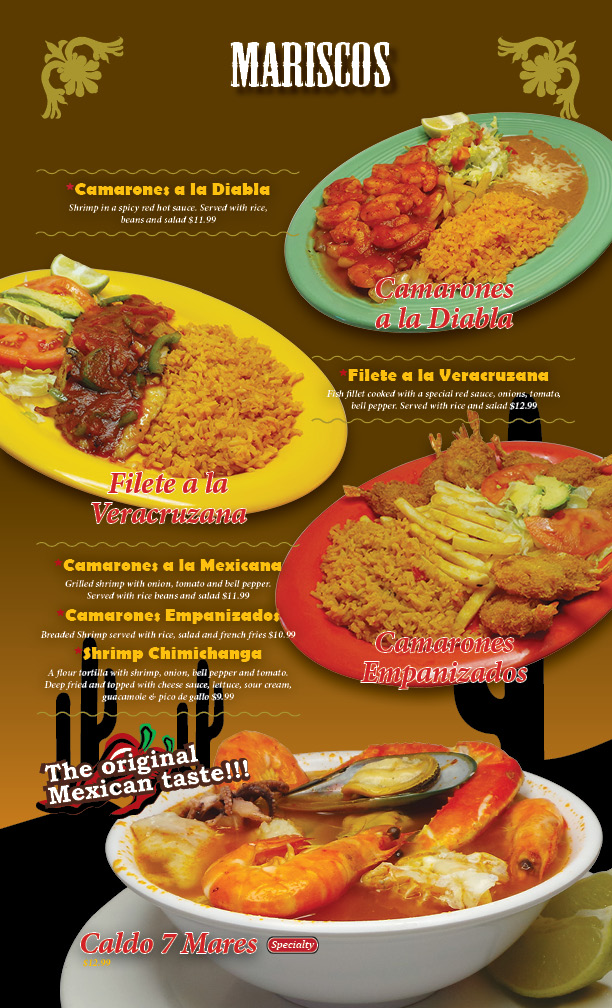 MARISCOS
*Camarones a la Diabla
Shrimp in a spicy red hot sauce. Served with rice,
beans and salad $11.99
Camarones
a la Diabla
*Filete a la Veracruzana
Fish fillet cooked with a special red sauce, onions, tomato,
bell pepper. Served with rice and salad $12.99
Filete a la
Veracruzana
*Camarones a la Mexicana
Grilled shrimp with onion, tomato and bell pepper.
Served with rice beans and salad $11.99
*Camarones Empanizados
Breaded Shrimp served with rice, salad and french fries $10.99
*Shrimp Chimichanga
A flour tortilla with shrimp, onion, bell pepper and tomato.
Deep fried and topped with cheese sauce, lettuce, sour cream,
guacamole & pico de gallo $9.99
Camarones
Empanizados
The original
Mexican taste!!!
Caldo 7 Mares Specialty
$12.99